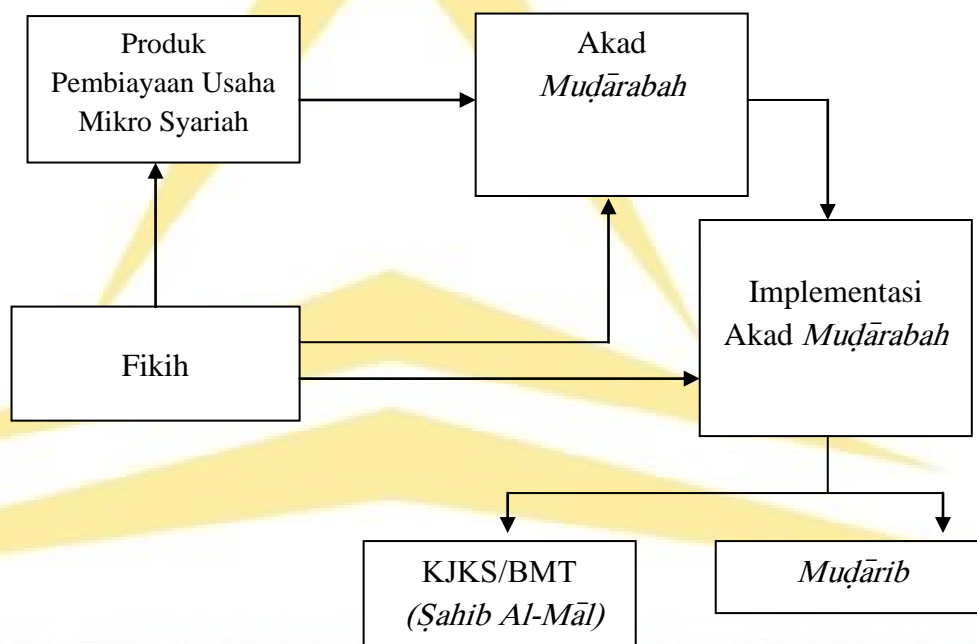 Produk
Pembiayaan Usaha
Mikro Syariah
Akad
Muḍārabah
Implementasi
Akad Muḍārabah
Fikih
KJKS/BMT
(Ṣahib Al-Māl)
Muḍārib